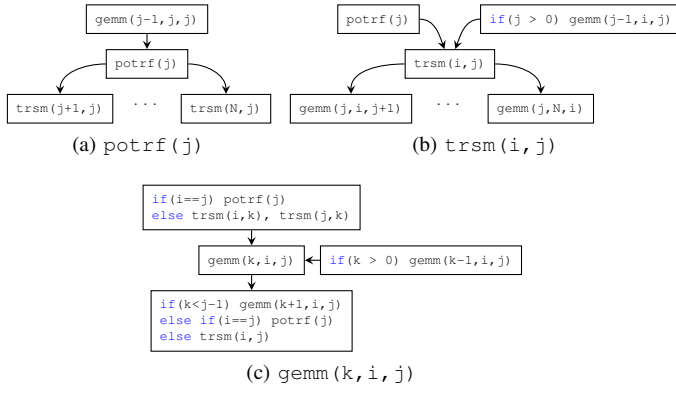 gemm(j-1,j,j)
potrf(j)
trsm(j+1,j) ... trsm(N,j)
(a) potrf(j)
potrf(j) if(j > 0) gemm(j-1,i,j)
trsm(i,j)
gemm(j,i,j+1) ... gemm(j,N,i)
(b) trsm(i,j)
if(i==j) potrf(j)
else trsm(i,k), trsm(j,k)
gemm(k,i,j) if(k > 0) gemm(k-1,i,j)
if(k<j-1) gemm(k+1,i,j)
else if(i==j) potrf(j)
else trsm(i,j)
(c) gemm(k,i,j)